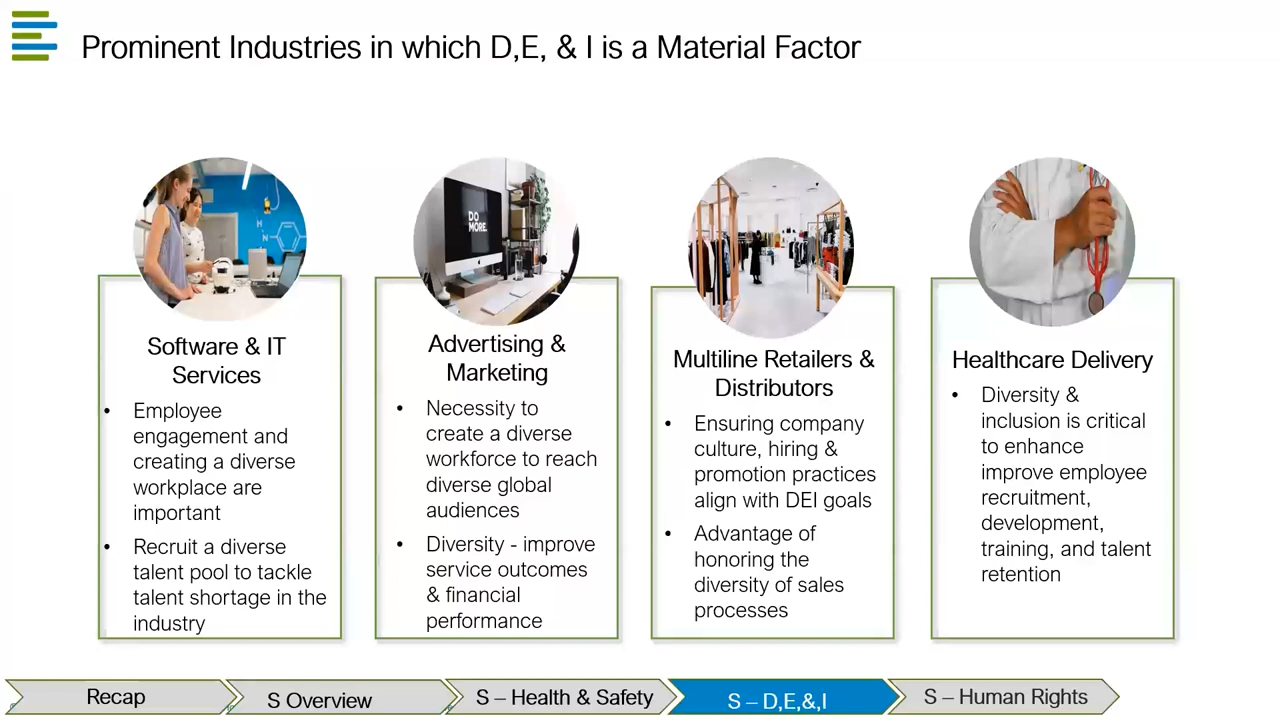 Prominent Industries in which D,E, & I is a Material Factor
DO
MORE.
H
N
Software & IT
Services
• Employee
engagement and
creating a diverse
workplace are
important
• Recruit a diverse
talent pool to tackle
talent shortage in the
industry
Advertising &
Marketing
• Necessity to
create a diverse
workforce to reach
diverse global
audiences
• Diversity - improve
service outcomes
& financial
performance
Multiline Retailers &
Distributors
• Ensuring company
culture, hiring &
promotion practices
align with DEI goals
• Advantage of
honoring the
diversity of sales
processes
Healthcare Delivery
• Diversity &
inclusion is critical
to enhance
improve employee
recruitment,
development,
training, and talent
retention
Recap
S Overview
S – Health & Safety
S – D,E,&,I
S – Human Rights